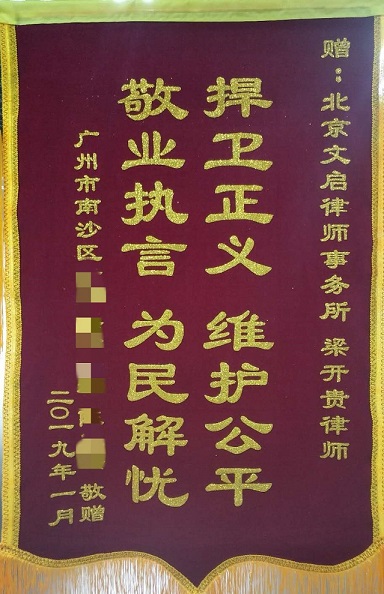 赠：北京文启律师事务所 梁开贵律师
捍卫正义 维护公平
敬业执言 为民解忧
广州市南沙区
敬赠
二〇一九年一月